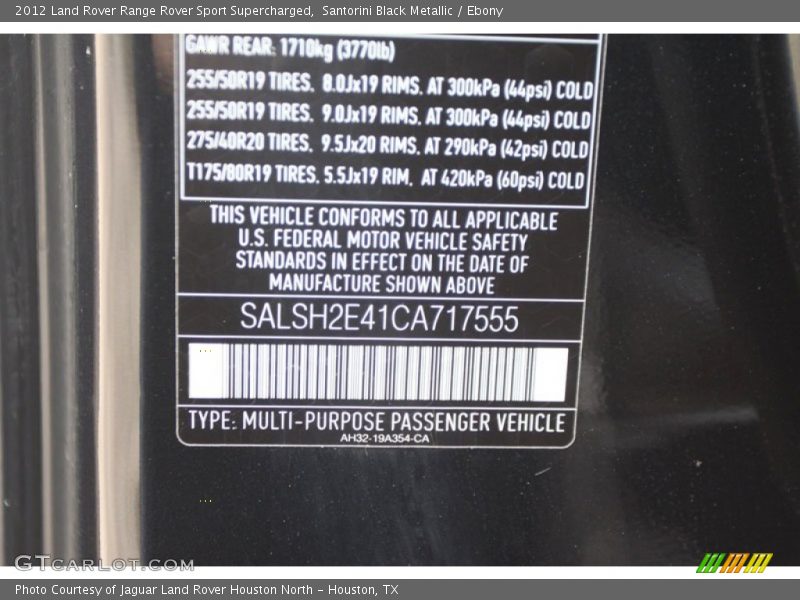 2012 Land Rover Range Rover Sport Supercharged,  Santorini Black Metallic / Ebony
GAWR REAR: 1710kg (3770lb)
255/50R19 TIRES, 8.0Jx19 RIMS, AT 300kPa (44psi) COLD
255/50R19 TIRES, 9.0Jx19 RIMS, AT 300kPa (44psi) COLD
275/40R20 TIRES, 9.5Jx20 RIMS, AT 290kPa (42psi) COLD
T175/80R19 TIRES, 5.5Jx19 RIM, AT 420kPa (60psi) COLD
THIS VEHICLE CONFORMS TO ALL APPLICABLE
U.S. FEDERAL MOTOR VEHICLE SAFETY
STANDARDS IN EFFECT ON THE DATE OF
MANUFACTURE SHOWN ABOVE
SALSH2E41CA717555
TYPE: MULTI-PURPOSE PASSENGER VEHICLE
AH32-19A354-CA
GTCarLot.com
Photo Courtesy of Jaguar Land Rover Houston North - Houston, TX